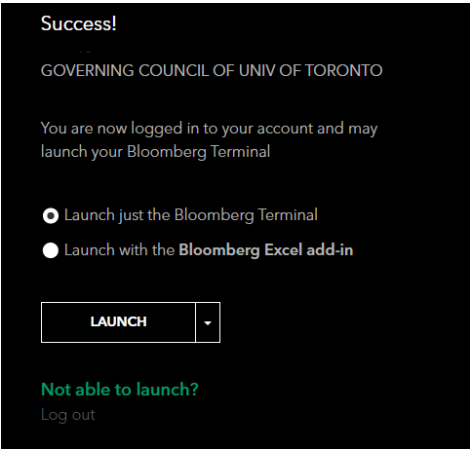 Success!
GOVERNING COUNCIL OF UNIV OF TORONTO
You are now logged in to your account and may
launch your Bloomberg Terminal
Launch just the Bloomberg Terminal
Launch with the Bloomberg Excel add-in
LAUNCH
Not able to launch?
Log out